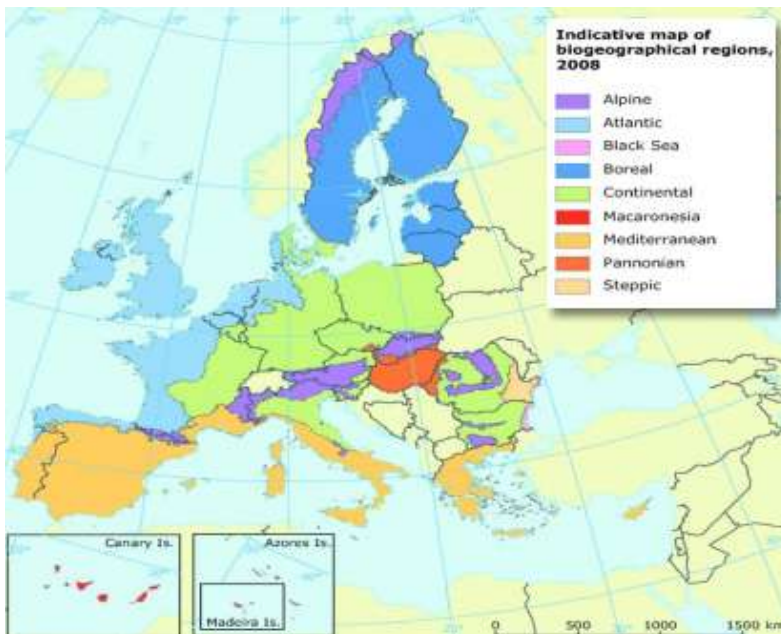 Indicative map of
biogeographical regions,
2008
Alpine
Atlantic
Black Sea
Boreal
Continental
Macaronesia
Mediterranean
Pannonian
Steppic
Canary Is.
Azores Is.
Madeira Is.
0 500 1000 1500 km